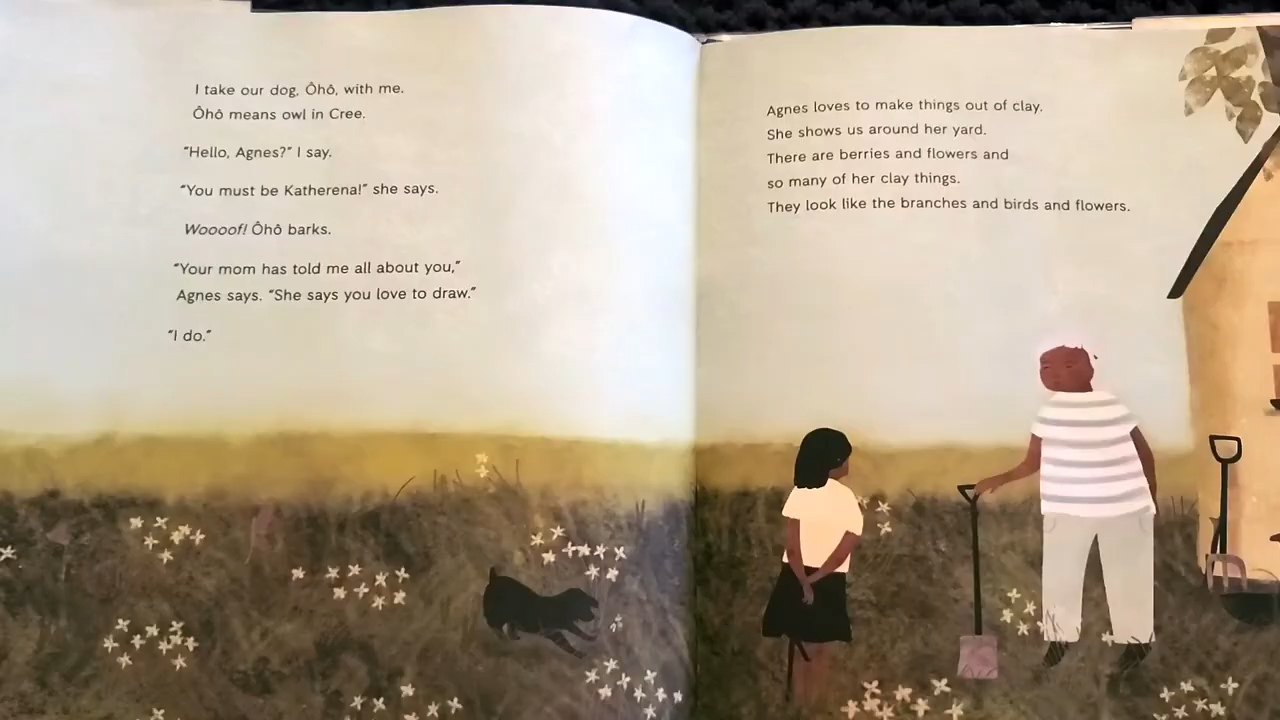 I take our dog, Ôhô, with me.
Ôhô means owl in Cree.
“Hello, Agnes?” I say.
“You must be Katherena!” she says.
Woooof! Ôhô barks.
“Your mom has told me all about you,”
Agnes says. “She says you love to draw.”
“I do.”
Agnes loves to make things out of clay.
She shows us around her yard.
There are berries and flowers and
so many of her clay things.
They look like the branches and birds and flowers.